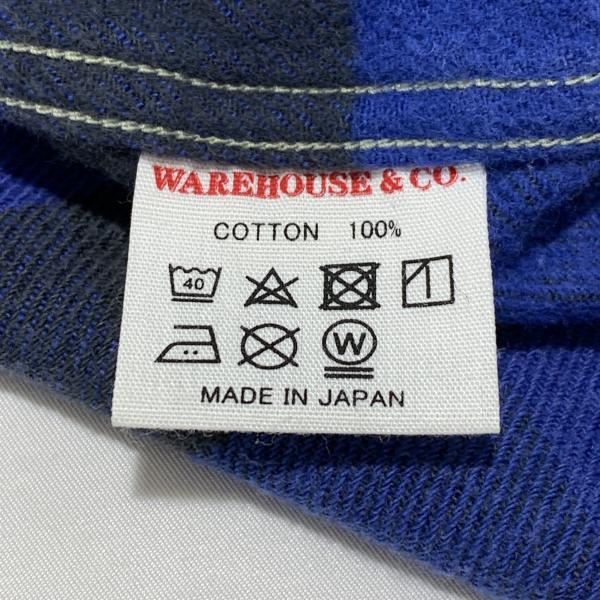 WAREHOUSE & CO.
COTTON 100%
40
W
MADE IN JAPAN